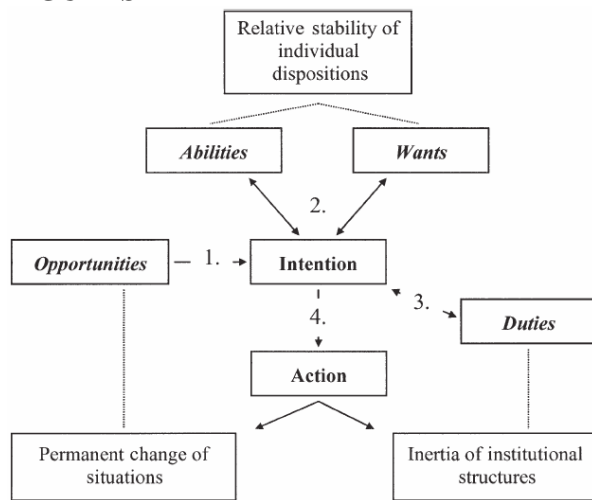 Relative stability of
individual
dispositions
Abilities
Wants
2.
Opportunities
1.
Intention
3.
4.
Duties
Action
Permanent change of
situations
Inertia of institutional
structures